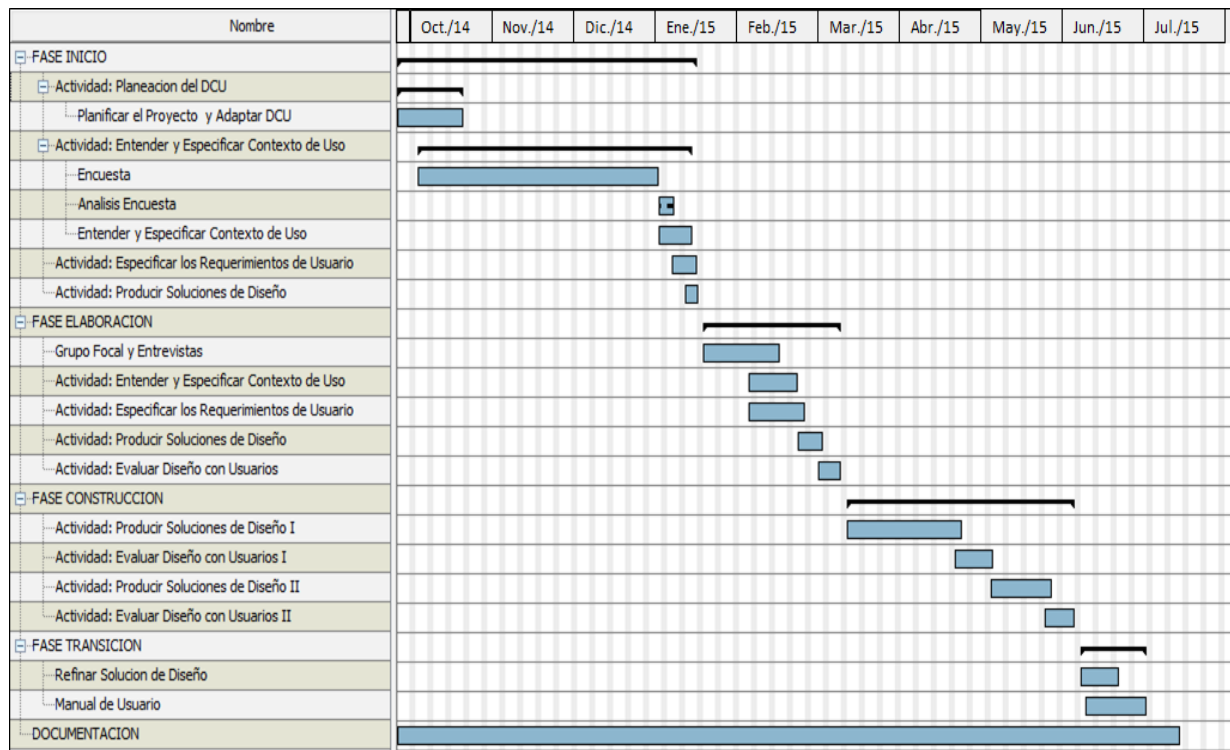 Nombre Oct./14 Nov./14 Dic./14 Ene./15 Feb./15 Mar./15 Abr./15 May./15 Jun./15 Jul./15
FASE INICIO
Actividad: Planeacion del DCU
Planificar el Proyecto y Adaptar DCU
Actividad: Entender y Especificar Contexto de Uso
Encuesta
Analisis Encuesta
Entender y Especificar Contexto de Uso
Actividad: Especificar los Requerimientos de Usuario
Actividad: Producir Soluciones de Diseño
FASE ELABORACION
Grupo Focal y Entrevistas
Actividad: Entender y Especificar Contexto de Uso
Actividad: Especificar los Requerimientos de Usuario
Actividad: Producir Soluciones de Diseño
Actividad: Evaluar Diseño con Usuarios
FASE CONSTRUCCION
Actividad: Producir Soluciones de Diseño I
Actividad: Evaluar Diseño con Usuarios I
Actividad: Producir Soluciones de Diseño II
Actividad: Evaluar Diseño con Usuarios II
FASE TRANSICION
Refinar Solucion de Diseño
Manual de Usuario
DOCUMENTACION